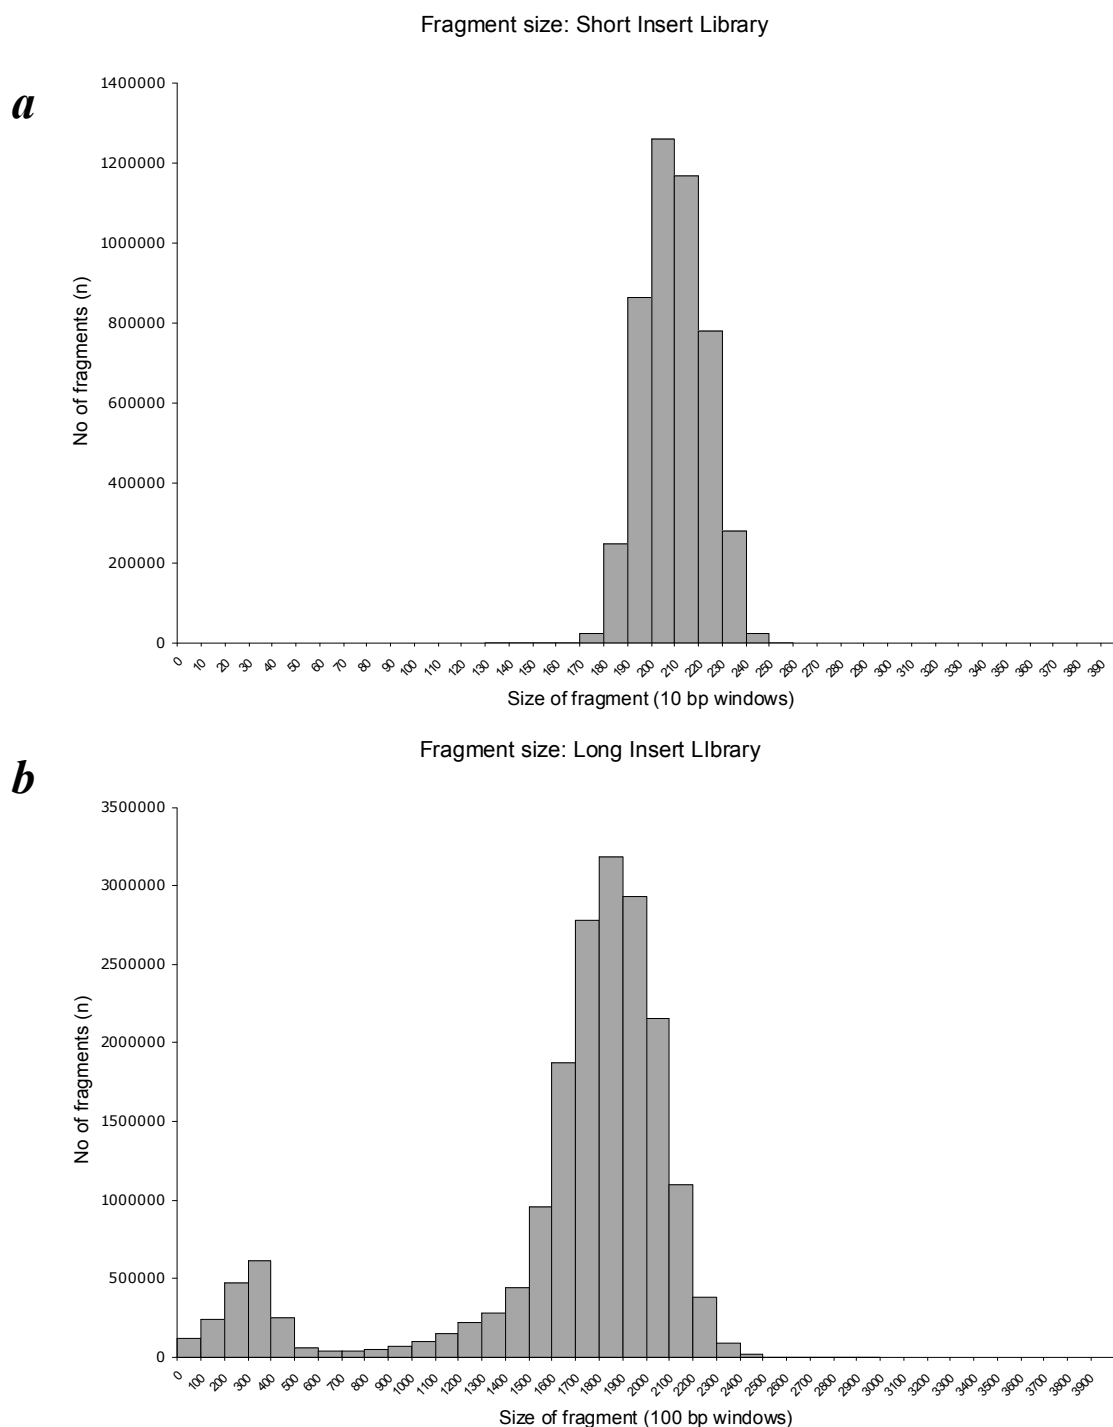 Fragment size: Short Insert Library
a
1400000
1200000
1000000
800000
600000
400000
200000
0
No of fragments (n)
0 10 20 30 40 50 60 70 80 90 100 110 120 130 140 150 160 170 180 190 200 210 220 230 240 250 260 270 280 290 300 310 320 330 340 350 360 370 380 390
Size of fragment (10 bp windows)
Fragment size: Long Insert LIbrary
b
3500000
3000000
2500000
2000000
1500000
1000000
500000
0
No of fragments (n)
0 100 200 300 400 500 600 700 800 900 1000 1100 1200 1300 1400 1500 1600 1700 1800 1900 2000 2100 2200 2300 2400 2500 2600 2700 2800 2900 3000 3100 3200 3300 3400 3500 3600 3700 3800 3900
Size of fragment (100 bp windows)